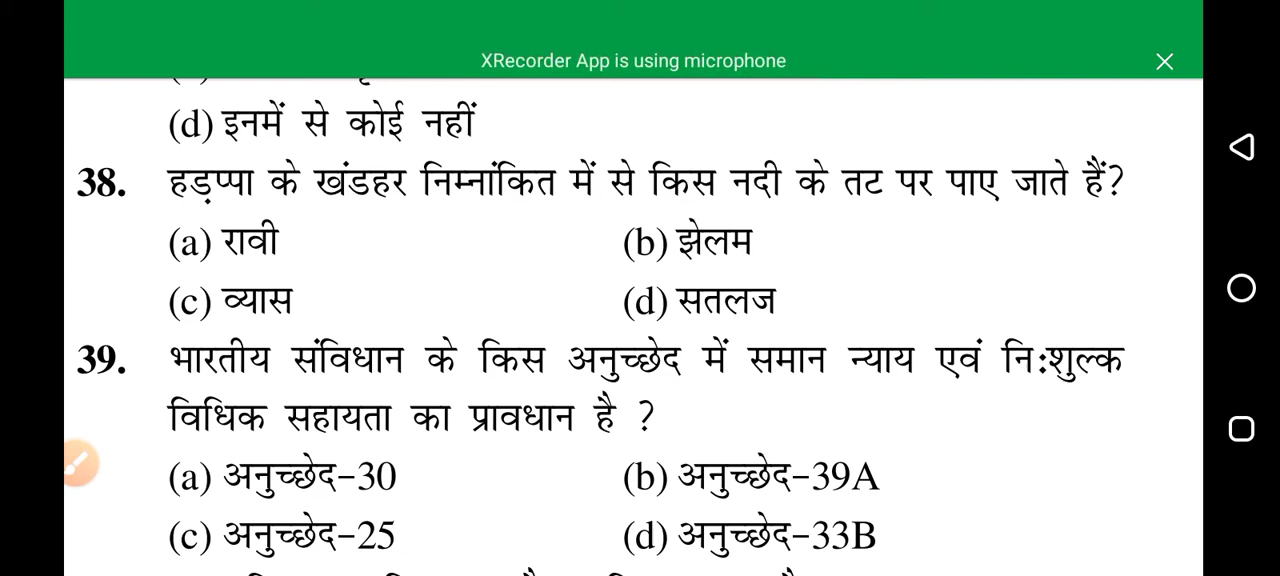 XRecorder App is using microphone
(d) इनमें से कोई नहीं
38. हड़प्पा के खंडहर निम्नांकित में से किस नदी के तट पर पाए जाते हैं?
(a) रावी (b) झेलम
(c) व्यास (d) सतलज
39. भारतीय संविधान के किस अनुच्छेद में समान न्याय एवं नि:शुल्क
विधिक सहायता का प्रावधान है ?
(a) अनुच्छेद-30 (b) अनुच्छेद-39A
(c) अनुच्छेद-25 (d) अनुच्छेद-33B